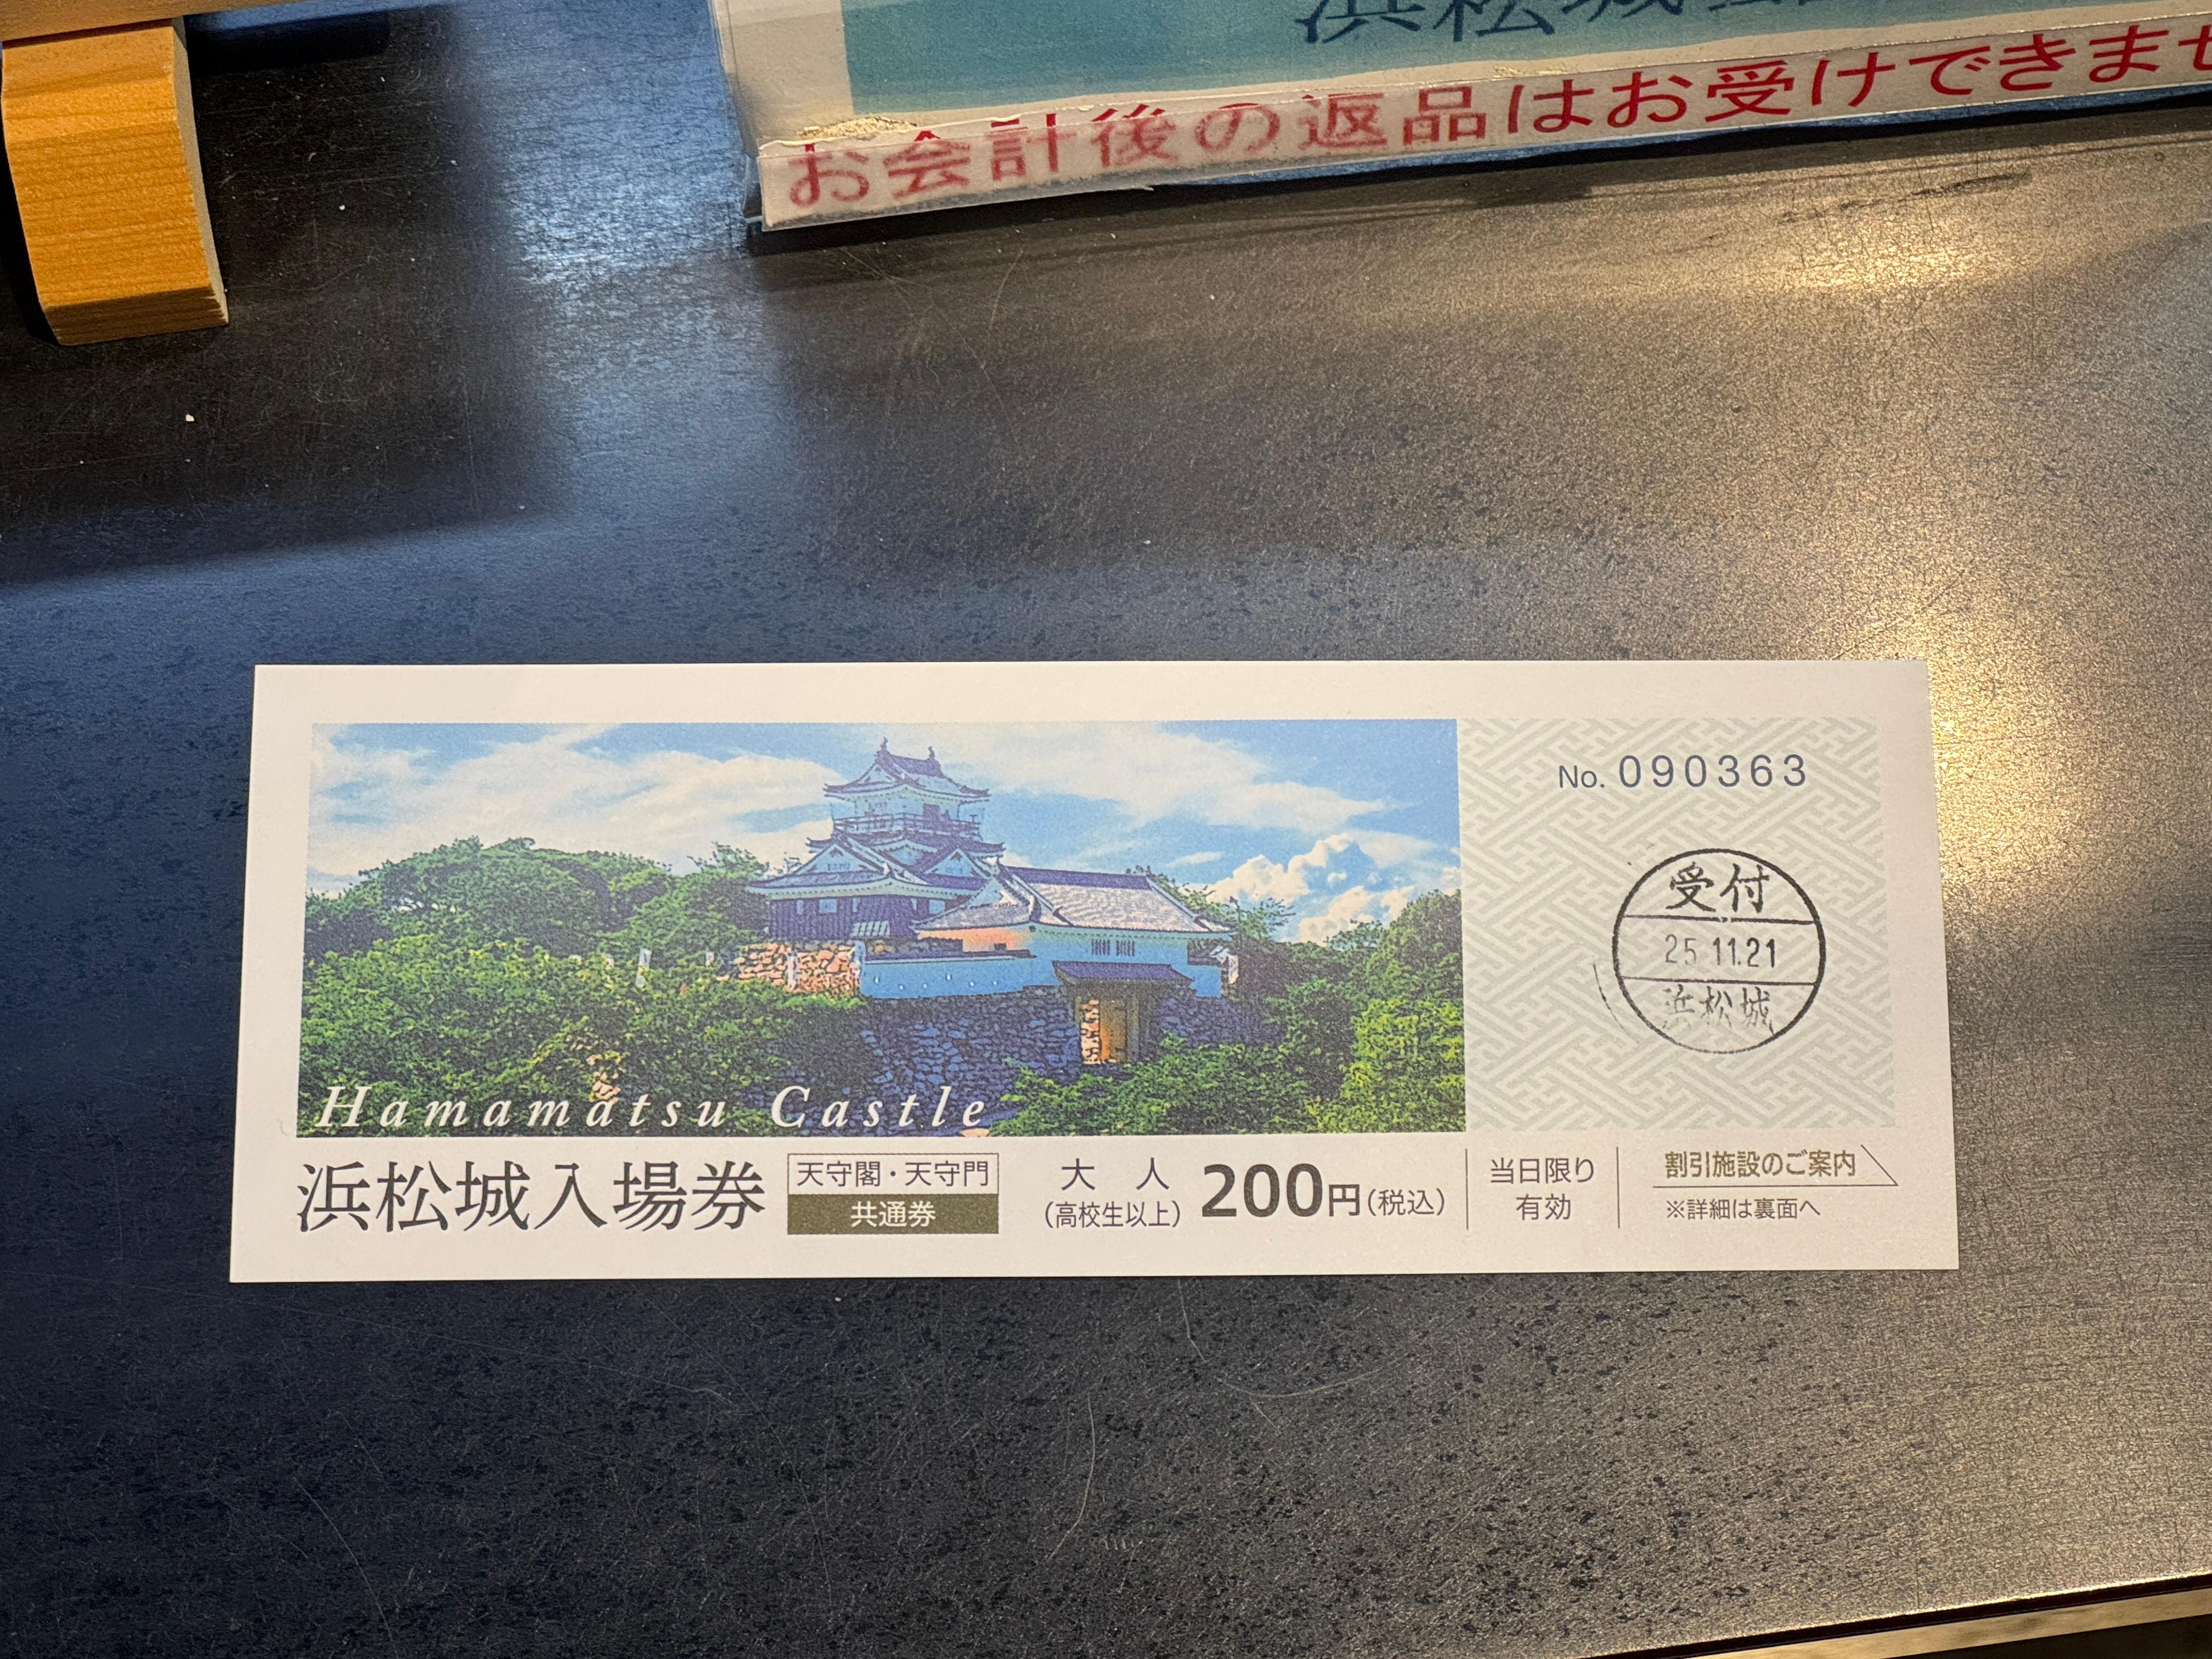 浜松城
お会計後の返品はお受けできませ
No. 090363
受付
25.11.21
浜松城
Hamamatsu Castle
浜松城入場券
天守閣・天守門
共通券
大 人
（高校生以上）
200円（税込）
当日限り
有効
割引施設のご案内
※詳細は裏面へ